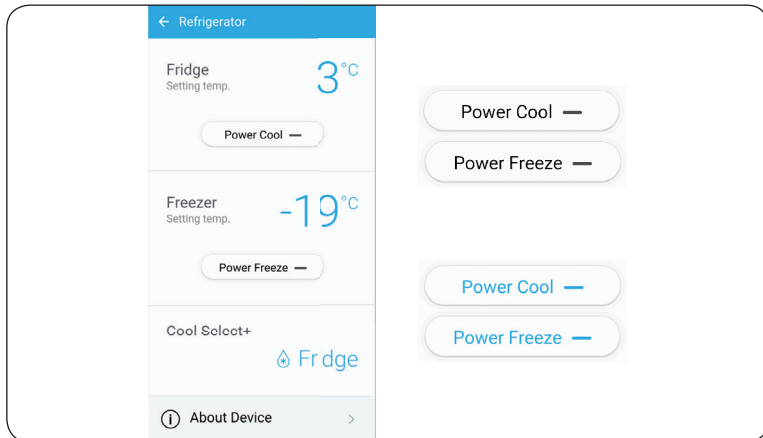 ← Refrigerator
Fridge
Setting temp.
3°C
Power Cool —
Freezer
Setting temp.
-19°C
Power Freeze —
Cool Select+
Fr dge
About Device >
Power Cool —
Power Freeze —
Power Cool —
Power Freeze —